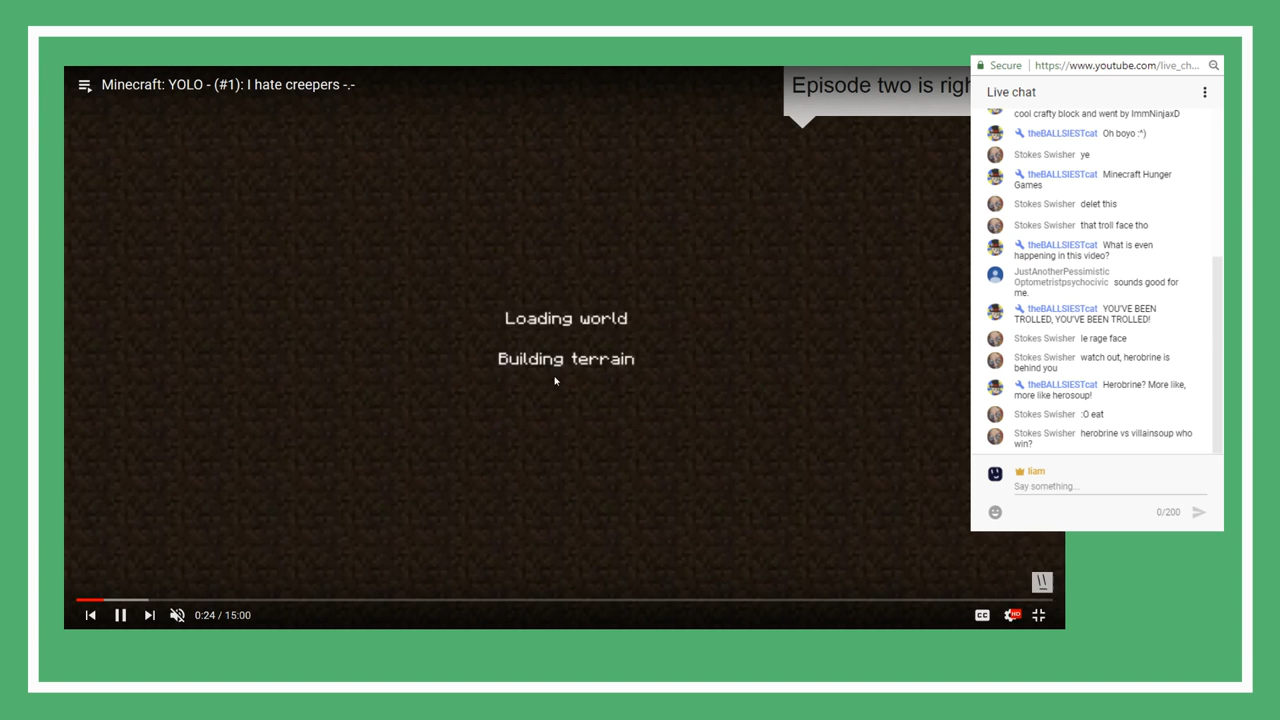 Minecraft: YOLO - (#1): I hate creepers -.-
Episode two is righ
Loading world
Building terrain
0:24 / 15:00
CC
HD
Secure https://www.youtube.com/live_ch...
Live chat
cool crafty block and went by ImmNinjaxD
theBALLSIESTcat Oh boyo :^)
Stokes Swisher ye
theBALLSIESTcat Minecraft Hunger
Games
Stokes Swisher delet this
Stokes Swisher that troll face tho
theBALLSIESTcat What is even
happening in this video?
JustAnotherPessimistic
Optometristpsychocivic sounds good for
me.
theBALLSIESTcat YOU'VE BEEN
TROLLED, YOU'VE BEEN TROLLED!
Stokes Swisher le rage face
Stokes Swisher watch out, herobrine is
behind you
theBALLSIESTcat Herobrine? More like,
more like herosoup!
Stokes Swisher :O eat
Stokes Swisher herobrine vs villainsoup who
win?
liam
Say something...
0/200